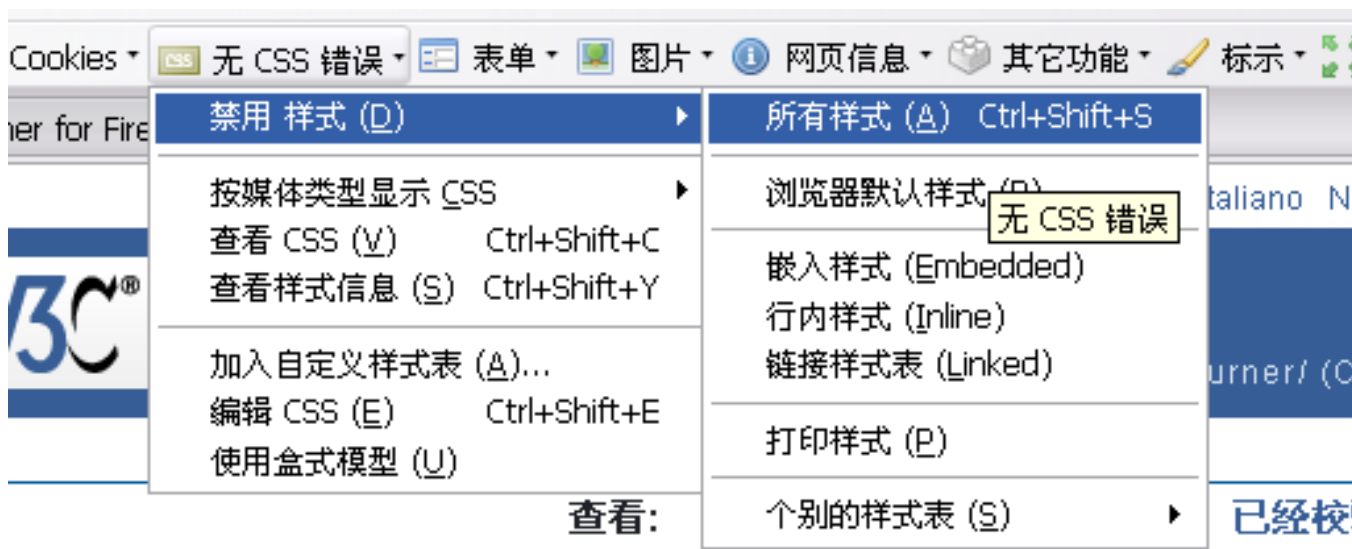 Cookies 无 CSS 错误 表单 图片 网页信息 其它功能 标示
for
禁用 样式 (D)
所有样式 (A) Ctrl+Shift+S
按媒体类型显示 CSS
浏览器默认样式
无 CSS 错误
查看 CSS (V) Ctrl+Shift+C
嵌入样式 (Embedded)
查看样式信息 (S) Ctrl+Shift+Y
行内样式 (Inline)
加入自定义样式表 (A)...
链接样式表 (Linked)
编辑 CSS (E) Ctrl+Shift+E
打印样式 (P)
使用盒式模型 (U)
个别的样式表 (S)
W3C®
查看:
已经校